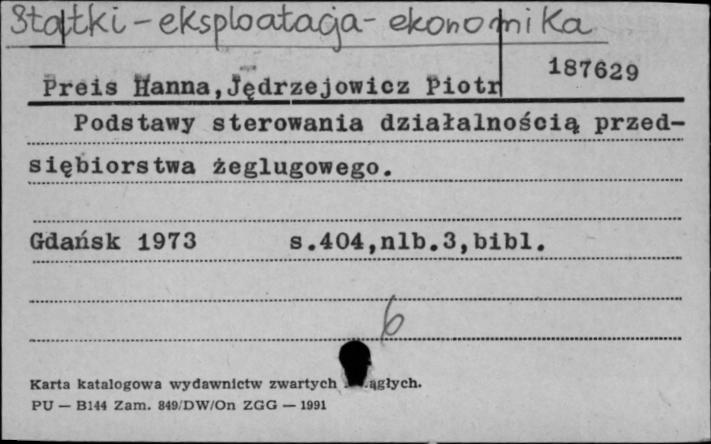 Statki - eksploatacja - ekonomika
187629
Preis Hanna, Jędrzejowicz Piotr
Podstawy sterowania działalnością przed-
siębiorstwa żeglugowego.
Gdańsk 1973 s.404,nlb.3,bibl.
6
Karta katalogowa wydawnictw zwartych
PU — B144 Zam. 849/DW/On ZGG — 1991